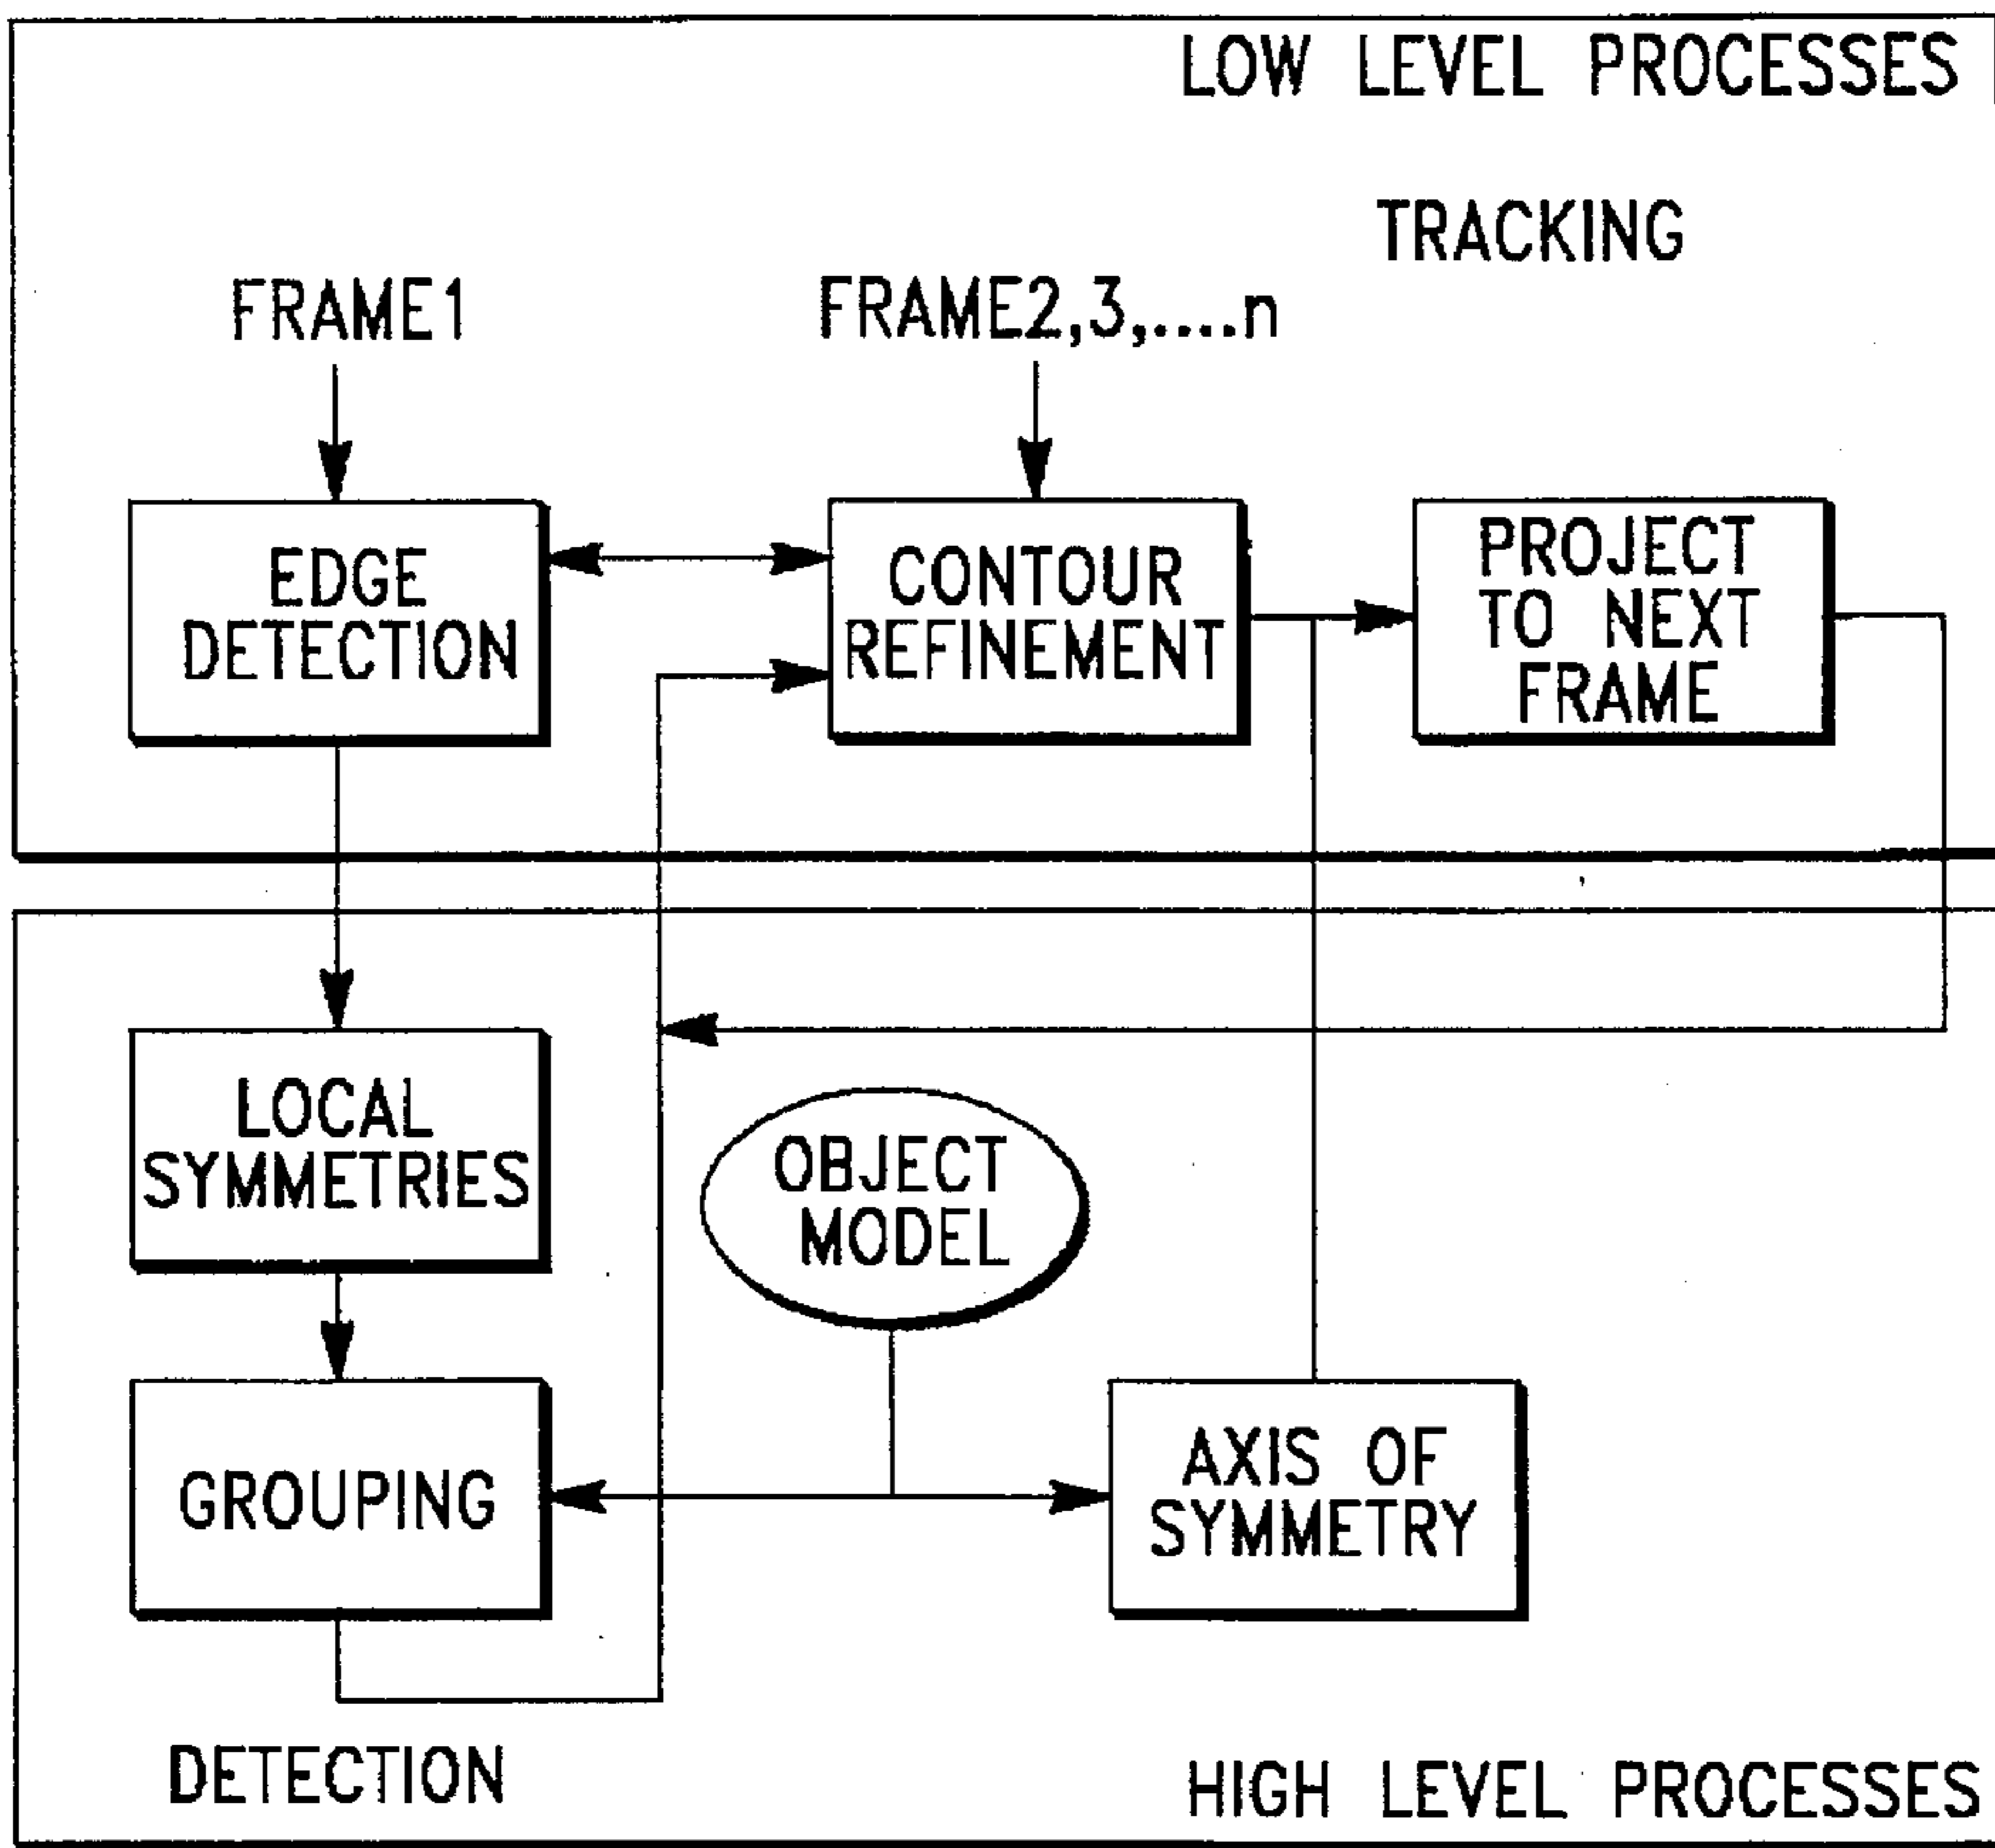 LOW LEVEL PROCESSES
TRACKING
FRAME1
FRAME2,3,....n
EDGE
DETECTION
CONTOUR
REFINEMENT
PROJECT
TO NEXT
FRAME
LOCAL
SYMMETRIES
OBJECT
MODEL
GROUPING
AXIS OF
SYMMETRY
DETECTION
HIGH LEVEL PROCESSES